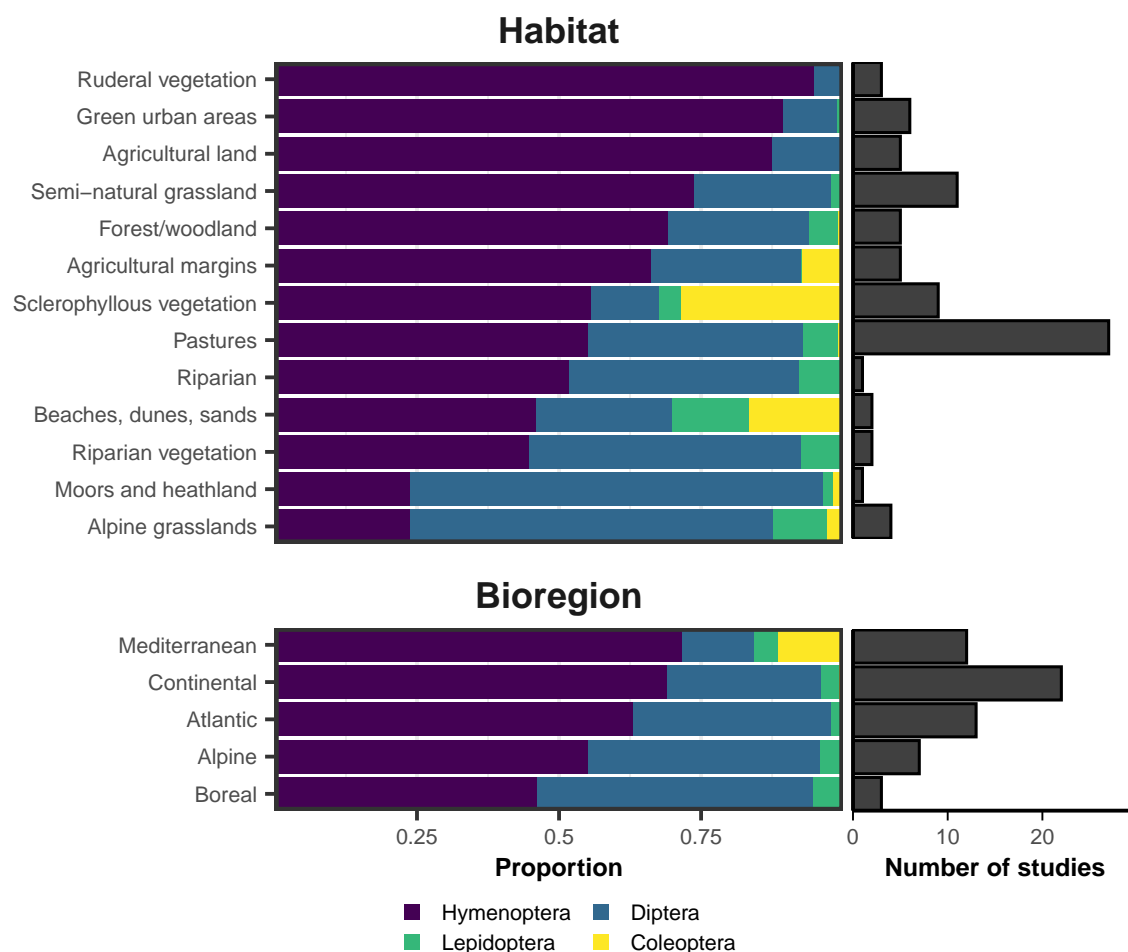 Habitat
Ruderal vegetation
Green urban areas
Agricultural land
Semi−natural grassland
Forest/woodland
Agricultural margins
Sclerophyllous vegetation
Pastures
Riparian
Beaches, dunes, sands
Riparian vegetation
Moors and heathland
Alpine grasslands
Bioregion
Mediterranean
Continental
Atlantic
Alpine
Boreal
0.25 0.5 0.75 0 10 20
Proportion Number of studies
Hymenoptera Diptera
Lepidoptera Coleoptera